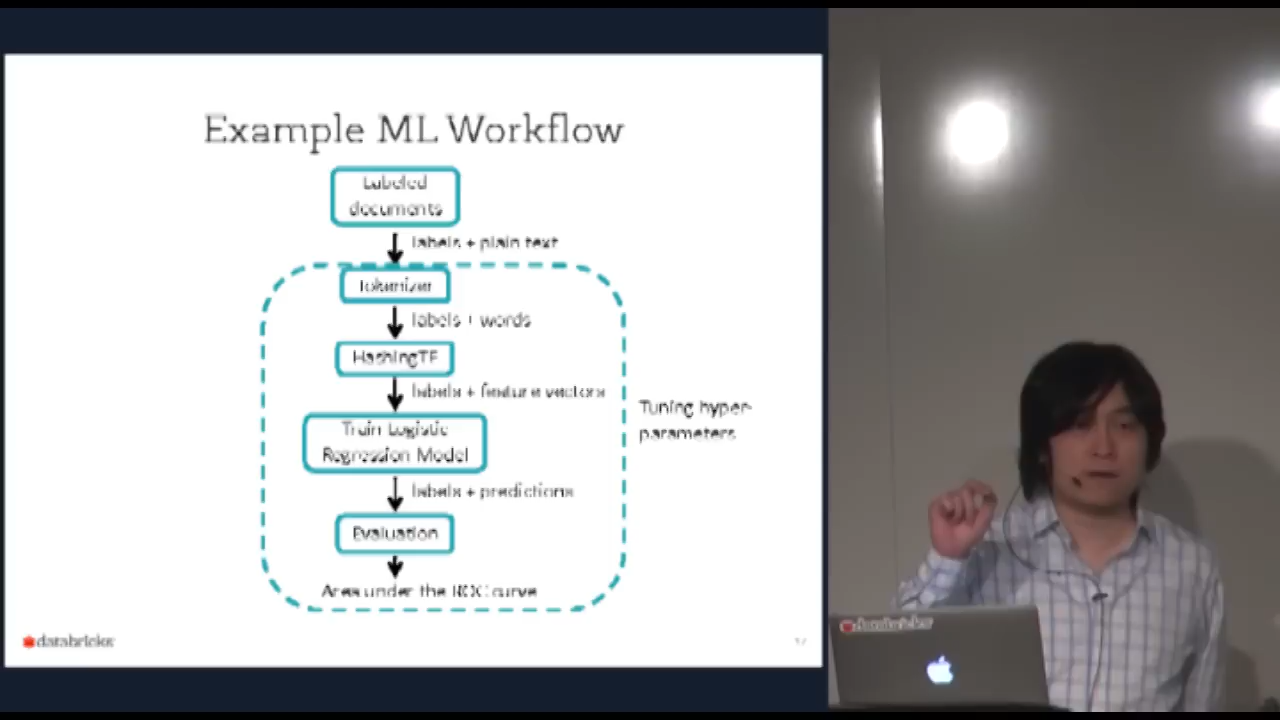 Example ML Workflow
Labeled
documents
labels + plain text
Tokenizer
labels + words
HashingTF
labels + feature vectors
Train Logistic
Regression Model
labels + predictions
Evaluation
Area under the ROC curve
Tuning hyper-
parameters
databricks
databricks